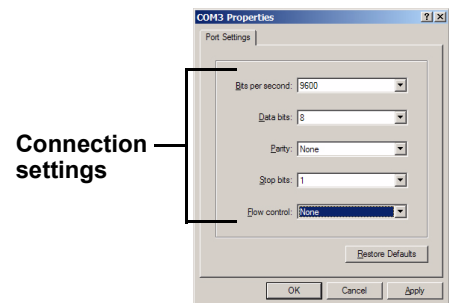 COM3 Properties
Port Settings
Bits per second: 9600
Data bits: 8
Parity: None
Stop bits: 1
Flow control: None
Connection
settings
Restore Defaults
OK Cancel Apply